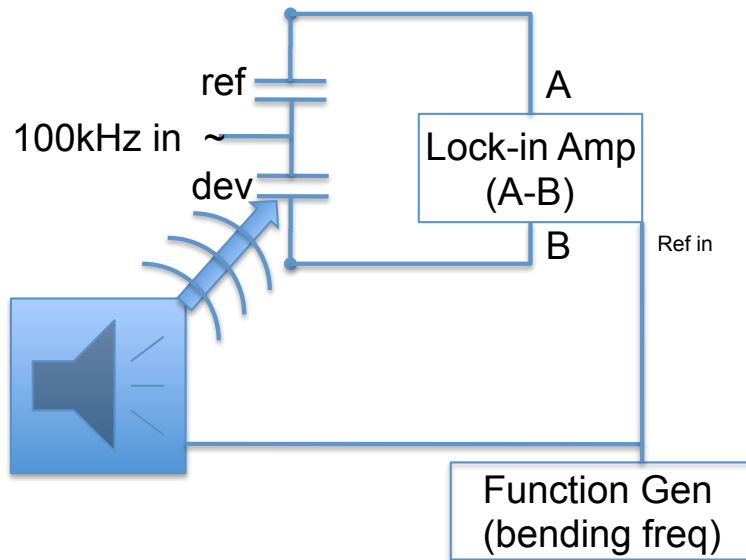 ref
A
100kHz in ~
Lock-in Amp
(A-B)
dev
B
Ref in
Function Gen
(bending freq)